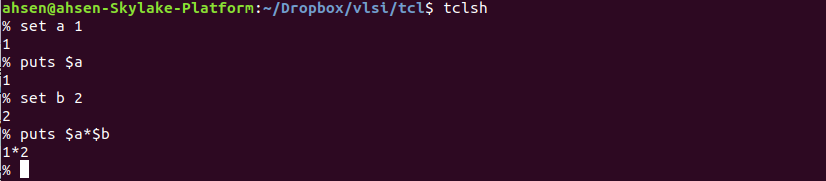 ahsen@ahsen-Skylake-Platform:~/Dropbox/vlsi/tcl$ tclsh
% set a 1
1
% puts $a
1
% set b 2
2
% puts $a*$b
1*2
%